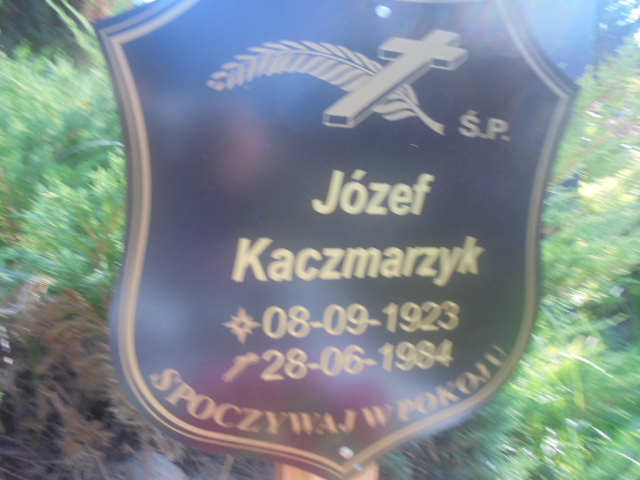 Ś.P.
Józef
Kaczmarzyk
08-09-1923
28-06-1984
SPOCZYWAJ W POKOJU